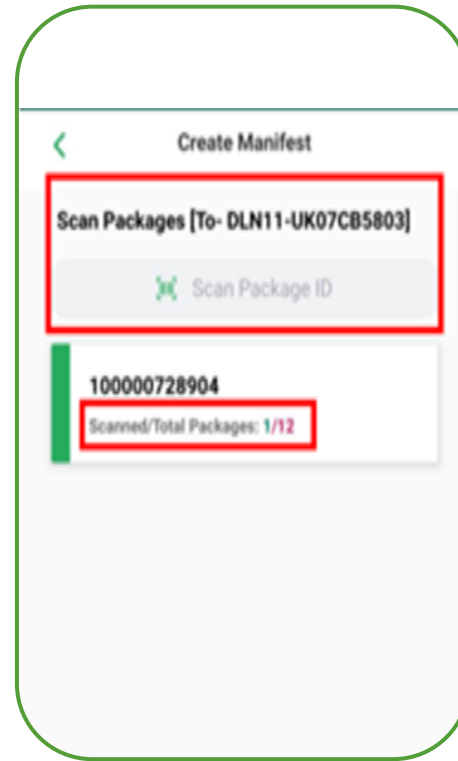 Create Manifest
Scan Packages [To- DLN11-UK07CB5803]
Scan Package ID
100000728904
Scanned/Total Packages: 1/12